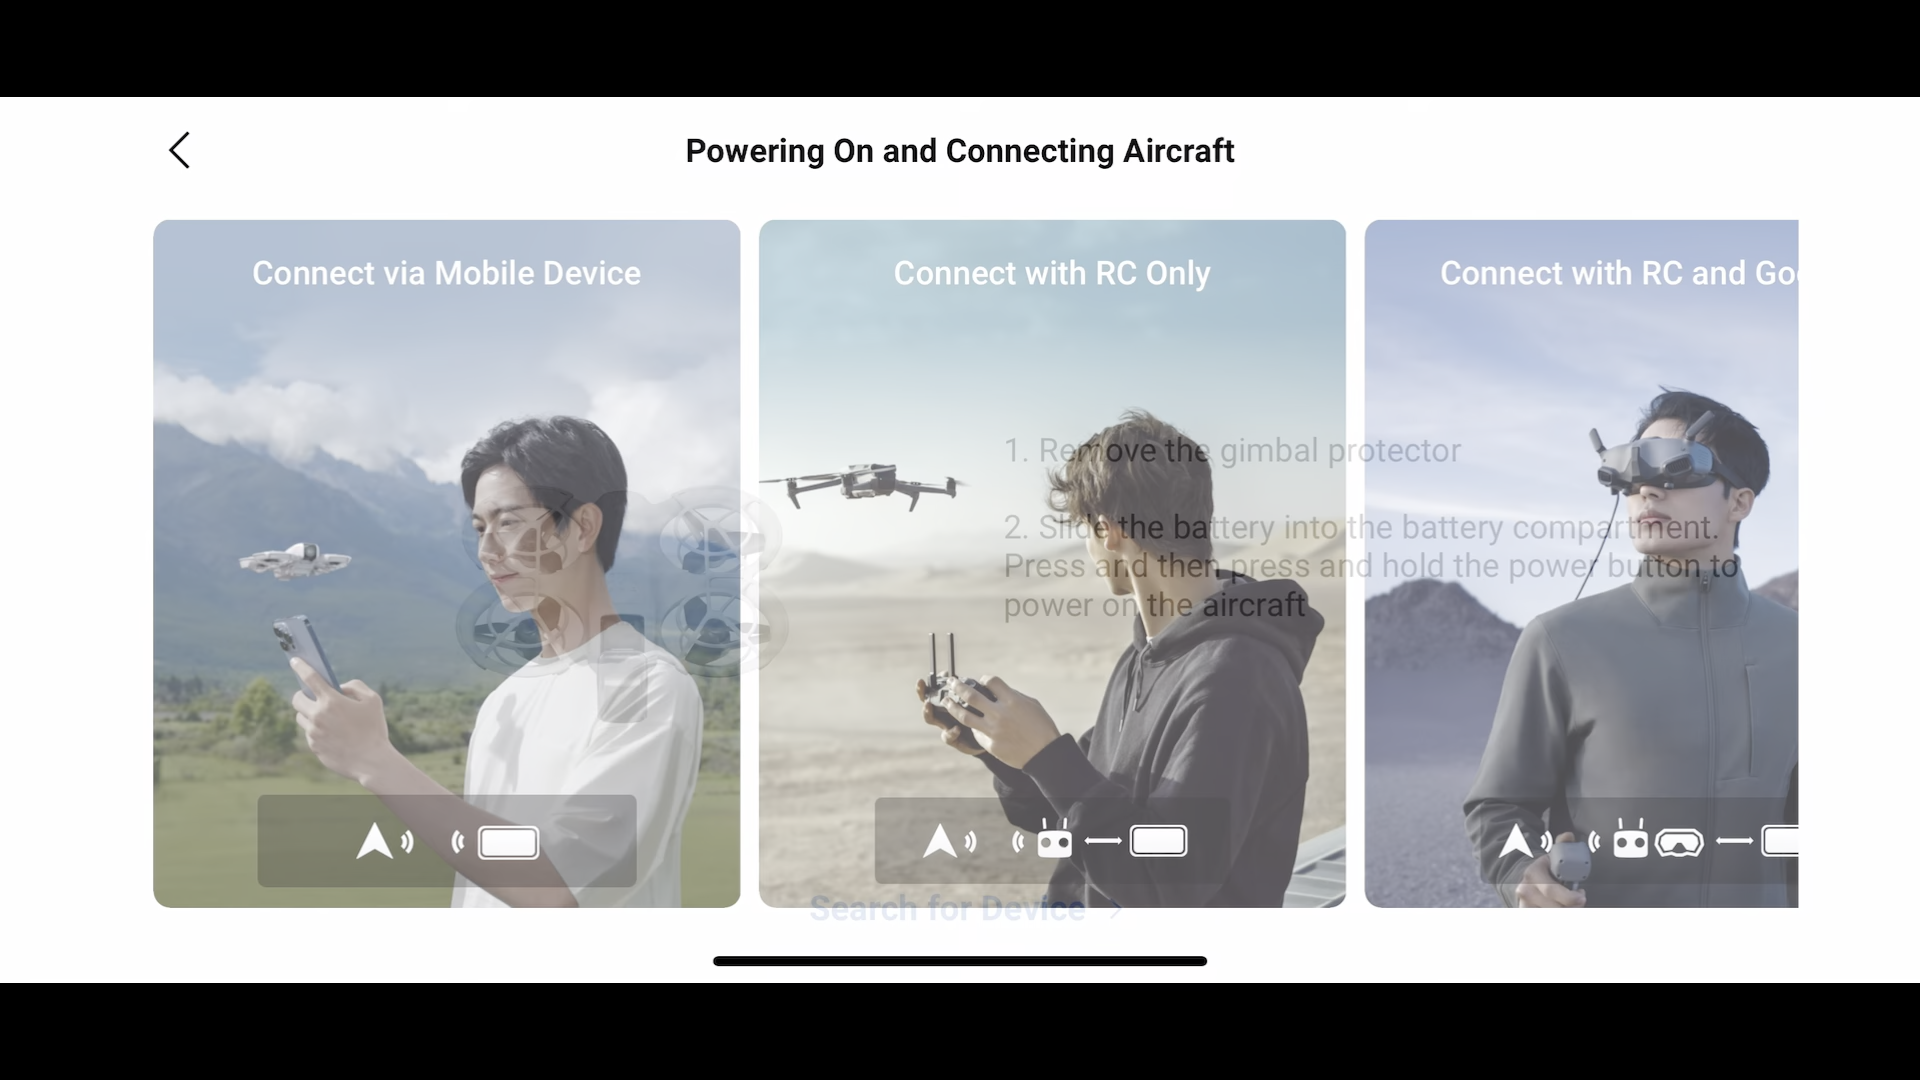 Powering On and Connecting Aircraft
Connect via Mobile Device
Connect with RC Only
Connect with RC and Go
1. Remove the gimbal protector
2. Slide the battery into the battery compartment.
Press and then press and hold the power button to
power on the aircraft
Search for Device